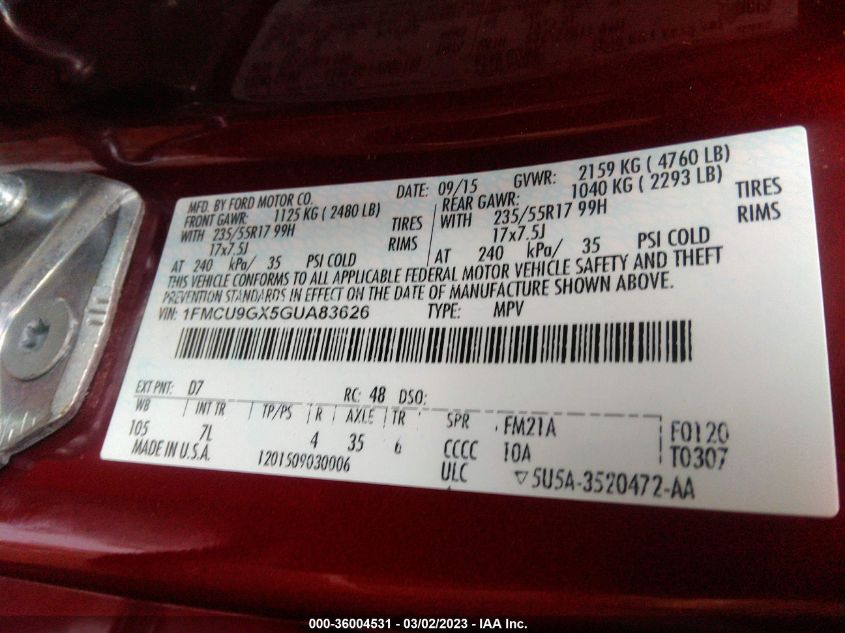 MFD. BY FORD MOTOR CO. DATE: 09/15 GVWR: 2159 KG ( 4760 LB)
FRONT GAWR: 1125 KG ( 2480 LB) REAR GAWR: 1040 KG ( 2293 LB)
WITH 235/55R17 99H TIRES WITH 235/55R17 99H TIRES
17x7.5J RIMS 17x7.5J RIMS
AT 240 kPa/ 35 PSI COLD AT 240 kPa/ 35 PSI COLD
THIS VEHICLE CONFORMS TO ALL APPLICABLE FEDERAL MOTOR VEHICLE SAFETY AND THEFT
PREVENTION STANDARDS IN EFFECT ON THE DATE OF MANUFACTURE SHOWN ABOVE.
VIN: 1FMCU9GX5GUA83626 TYPE: MPV
EXT PNT: D7 RC: 48 DSO:
WB INT TR TP/PS R AXLE TR SPR FM21A F0120
105 7L 4 35 6 CCCC 10A T0307
MADE IN U.S.A. 1201509030006 ULC 5U5A-3520472-AA
000-36004531 - 03/02/2023 - IAA Inc.